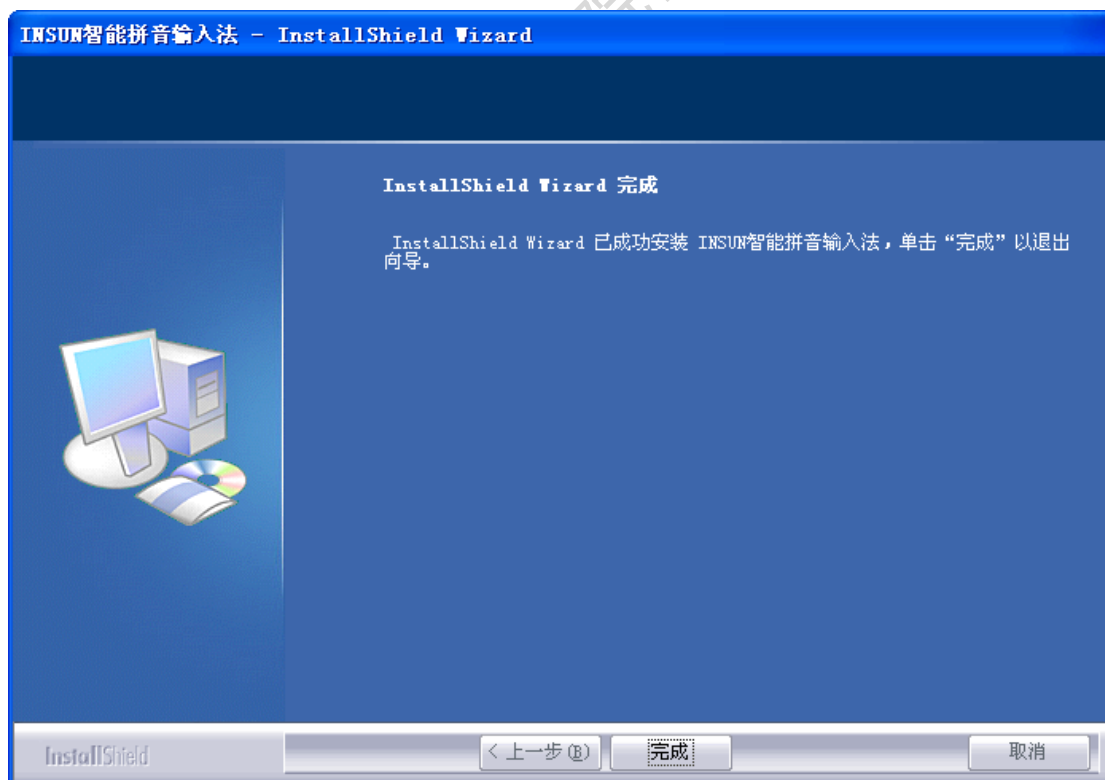 INSUN智能拼音输入法 - InstallShield Wizard
InstallShield Wizard 完成
InstallShield Wizard 已成功安装 INSUN智能拼音输入法，单击“完成”以退出
向导。
InstallShield
< 上一步(B)
完成
取消